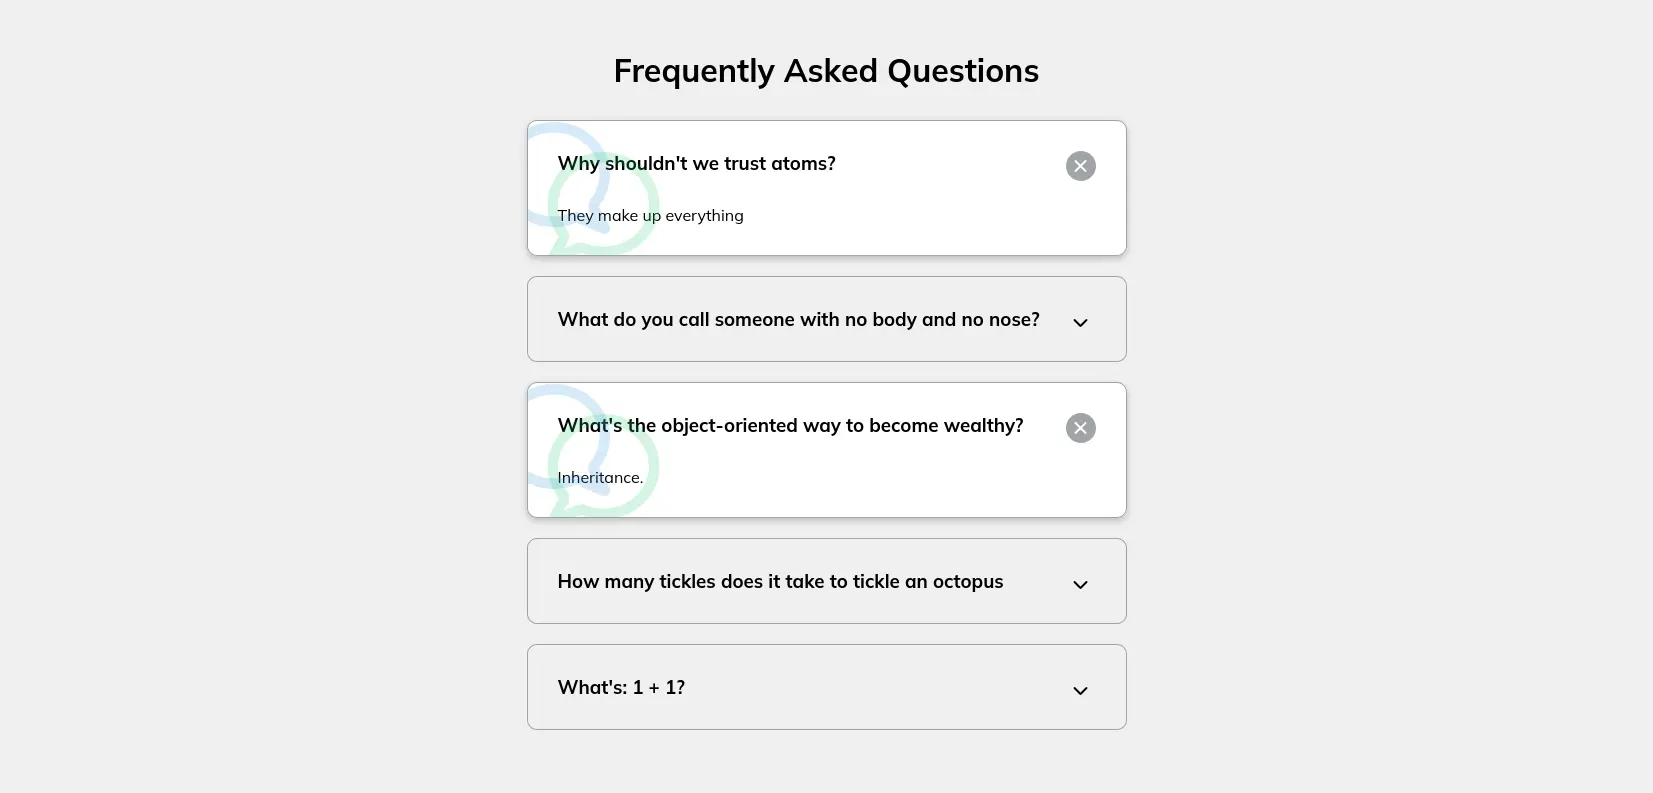 Frequently Asked Questions
Why shouldn't we trust atoms?
They make up everything
What do you call someone with no body and no nose?
What's the object-oriented way to become wealthy?
Inheritance.
How many tickles does it take to tickle an octopus
What's: 1 + 1?